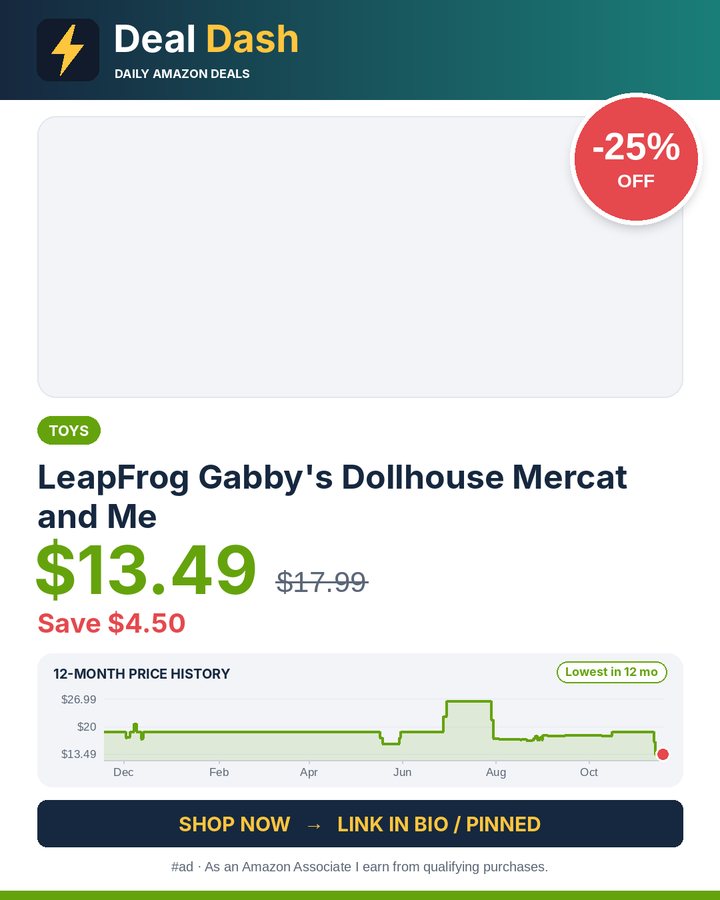 Deal Dash
DAILY AMAZON DEALS
-25%
OFF
TOYS
LeapFrog Gabby's Dollhouse Mercat
and Me
$13.49 $17.99
Save $4.50
12-MONTH PRICE HISTORY
Lowest in 12 mo
$26.99
$20
$13.49
Dec Feb Apr Jun Aug Oct
SHOP NOW → LINK IN BIO / PINNED
#ad · As an Amazon Associate I earn from qualifying purchases.